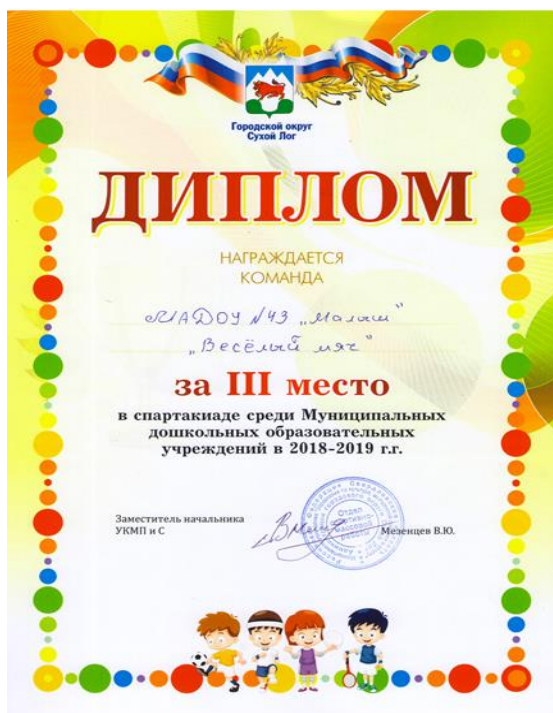 Городской округ
Сухой Лог
ДИПЛОМ
НАГРАЖДАЕТСЯ
КОМАНДА
МАДОУ №43 „Малыш"
„Весёлый мяч"
за III место
в спартакиаде среди Муниципальных
дошкольных образовательных
учреждений в 2018-2019 г.г.
Заместитель начальника
УКМП и С
Мезенцев В.Ю.
Отдел